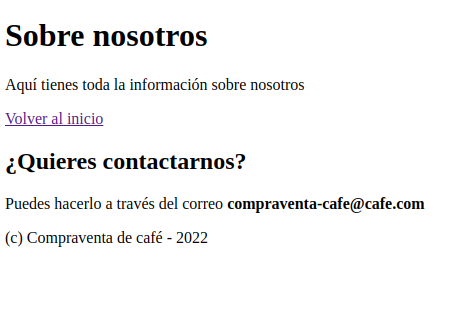 Sobre nosotros
Aquí tienes toda la información sobre nosotros
Volver al inicio
¿Quieres contactarnos?
Puedes hacerlo a través del correo compraventa-cafe@cafe.com
(c) Compraventa de café - 2022